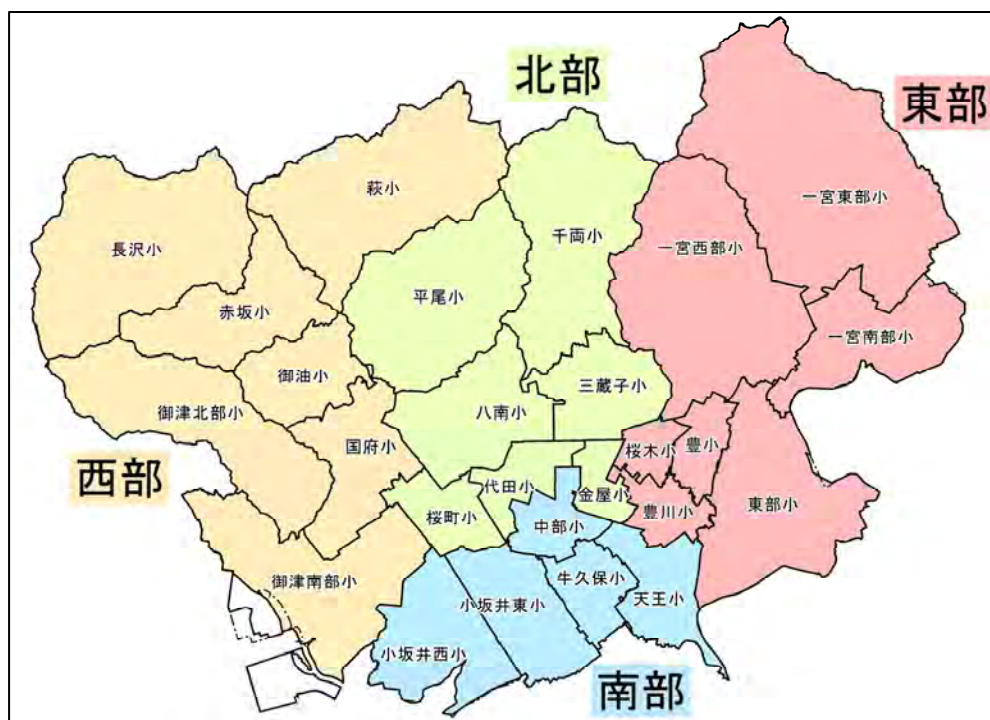 北部
東部
萩小
一宮東部小
千両小
長沢小
一宮西部小
平尾小
赤坂小
一宮南部小
御油小
三蔵子小
御津北部小
八南小
国府小
桜木小
豊小
西部
代田小
金屋小
東部小
桜町小
中部小
豊川小
御津南部小
牛久保小
天王小
小坂井東小
小坂井西小
南部